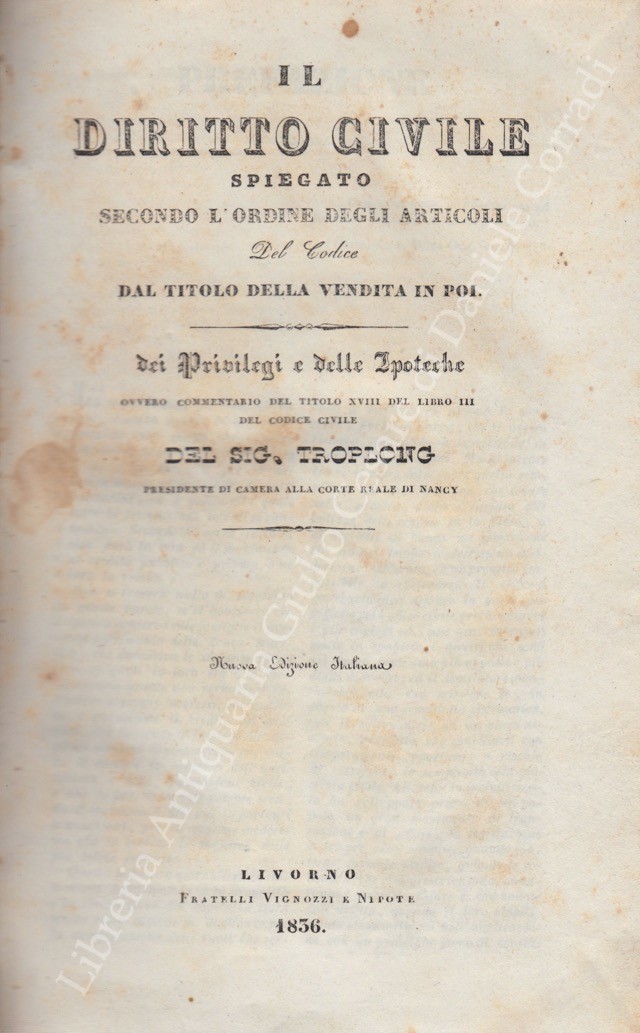 IL
DIRITTO CIVILE
SPIEGATO
SECONDO L'ORDINE DEGLI ARTICOLI
Del Codice
DAL TITOLO DELLA VENDITA IN POI.
dei Privilegi e delle Ipoteche
OVVERO COMMENTARIO DEL TITOLO XVIII DEL LIBRO III
DEL CODICE CIVILE
DEL SIG. TROPLONG
PRESIDENTE DI CAMERA ALLA CORTE REALE DI NANCY
Nuova Edizione Italiana
LIVORNO
FRATELLI VIGNOZZI E NIPOTE
1836.
Libreria Antiquaria Giulio Cesare di Daniele Corradi